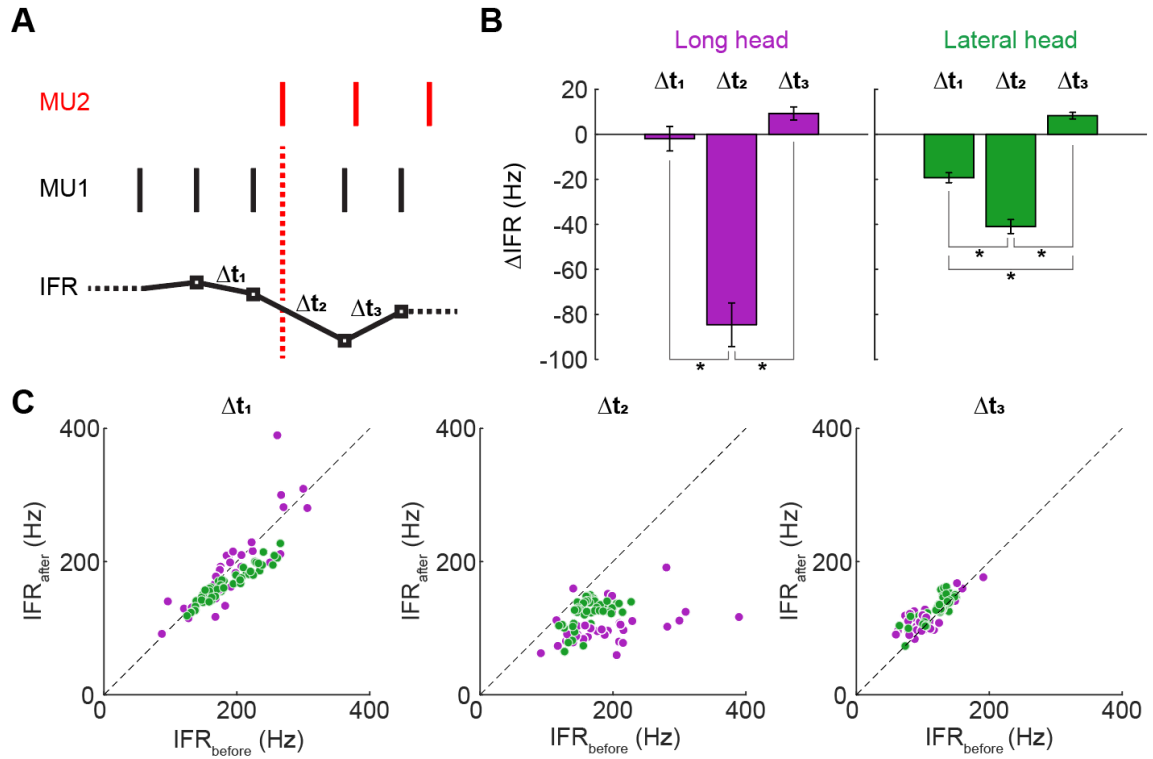 A
MU2
MU1
IFR
Δt₁
Δt₂
Δt₃
B
Long head
Lateral head
Δt₁ Δt₂ Δt₃
Δt₁ Δt₂ Δt₃
ΔIFR (Hz)
20
0
-20
-40
-60
-80
-100
* *
* *
*
C
Δt₁
400
200
0
0 200 400
IFRafter (Hz)
IFRbefore (Hz)
Δt₂
400
200
0
0 200 400
IFRafter (Hz)
IFRbefore (Hz)
Δt₃
400
200
0
0 200 400
IFRafter (Hz)
IFRbefore (Hz)